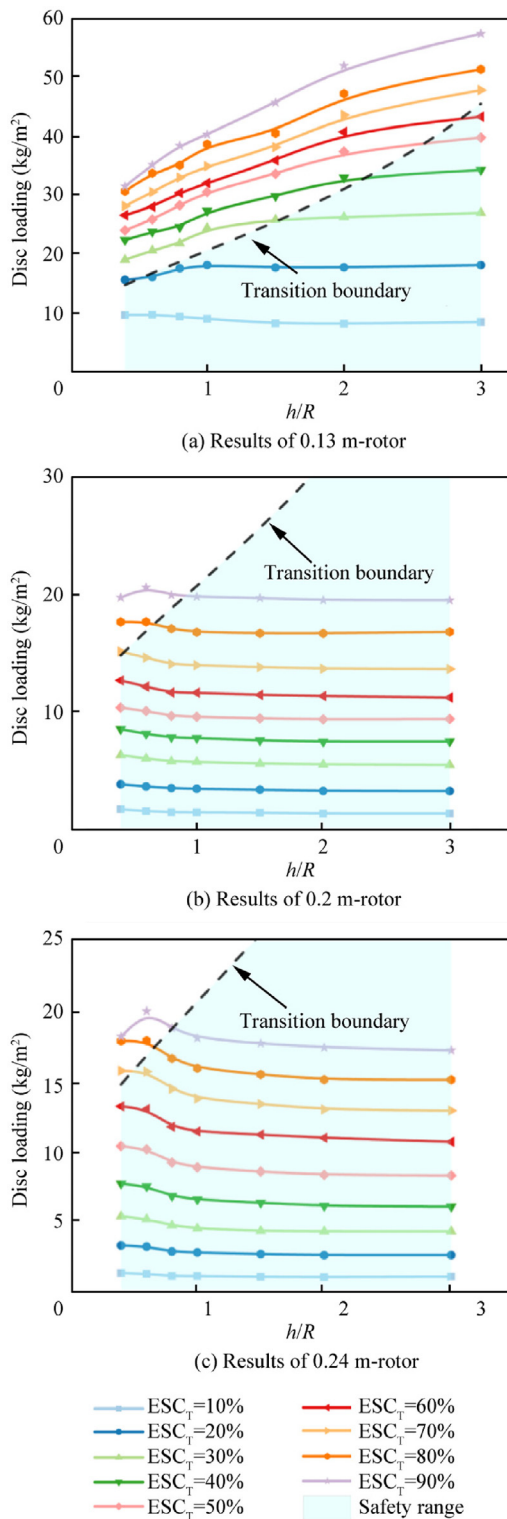 60
50
40
30
20
10
0
1
2
3
Disc loading (kg/m²)
Transition boundary
h/R
(a) Results of 0.13 m-rotor
30
20
10
0
1
2
3
Disc loading (kg/m²)
Transition boundary
h/R
(b) Results of 0.2 m-rotor
25
20
15
10
5
0
1
2
3
Disc loading (kg/m²)
Transition boundary
h/R
(c) Results of 0.24 m-rotor
ESC_T=10%
ESC_T=20%
ESC_T=30%
ESC_T=40%
ESC_T=50%
ESC_T=60%
ESC_T=70%
ESC_T=80%
ESC_T=90%
Safety range